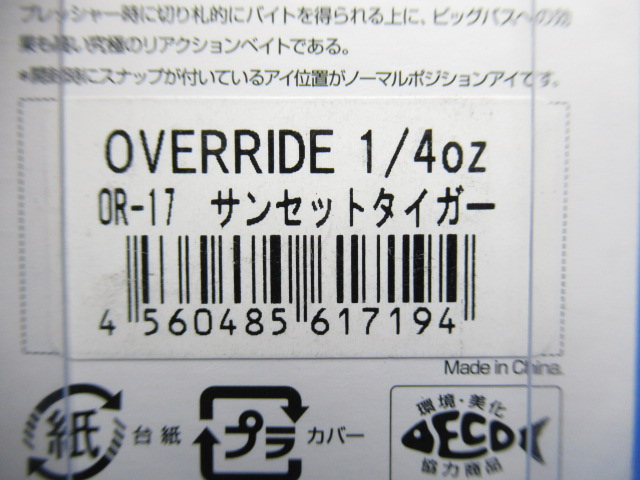 プレッシャー時に切り札的にバイトを得られる上に、ビッグバスへの効
果も高い究極のリアクションベイトである。
*開封時にスナップが付いているアイ位置がノーマルポジションアイです。
OVERRIDE 1/4oz
OR-17 サンセットタイガー
4 560485 617194
Made in China.
紙 台紙
プラ カバー
環境・美化
DECO
協力商品